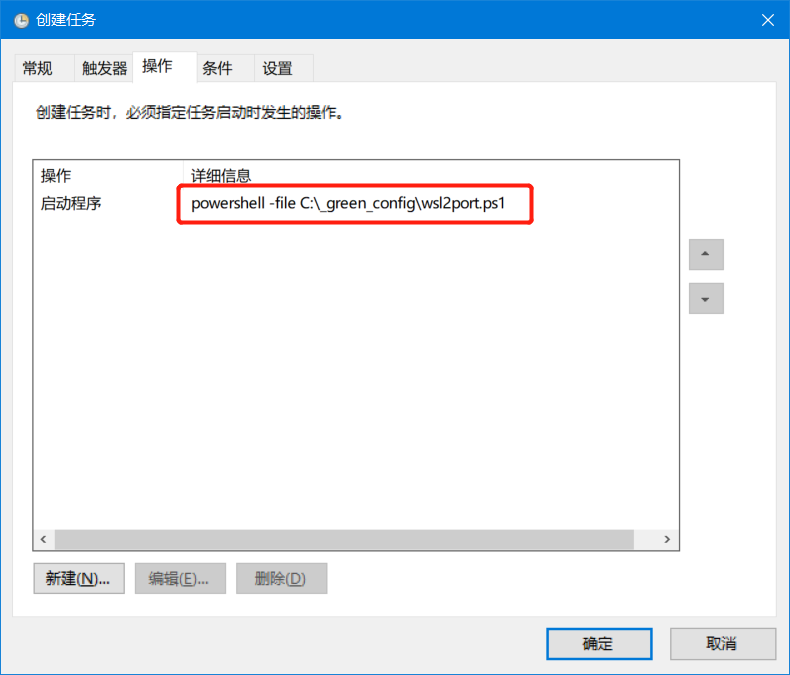 创建任务
常规 触发器 操作 条件 设置
创建任务时，必须指定任务启动时发生的操作。
操作 详细信息
启动程序 powershell -file C:\_green_config\wsl2port.ps1
新建(N)... 编辑(E)... 删除(D)
确定 取消